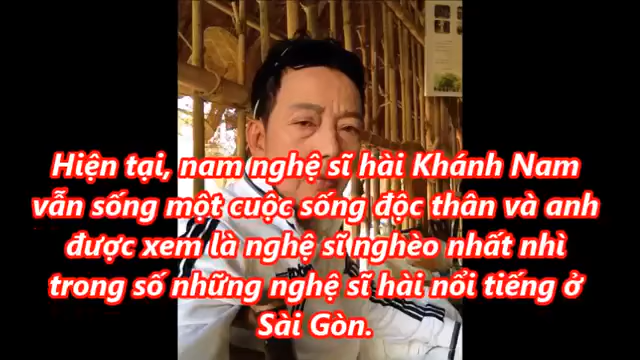 Hiện tại, nam nghệ sĩ hài Khánh Nam
vẫn sống một cuộc sống độc thân và anh
được xem là nghệ sĩ nghèo nhất nhì
trong số những nghệ sĩ hài nổi tiếng ở
Sài Gòn.